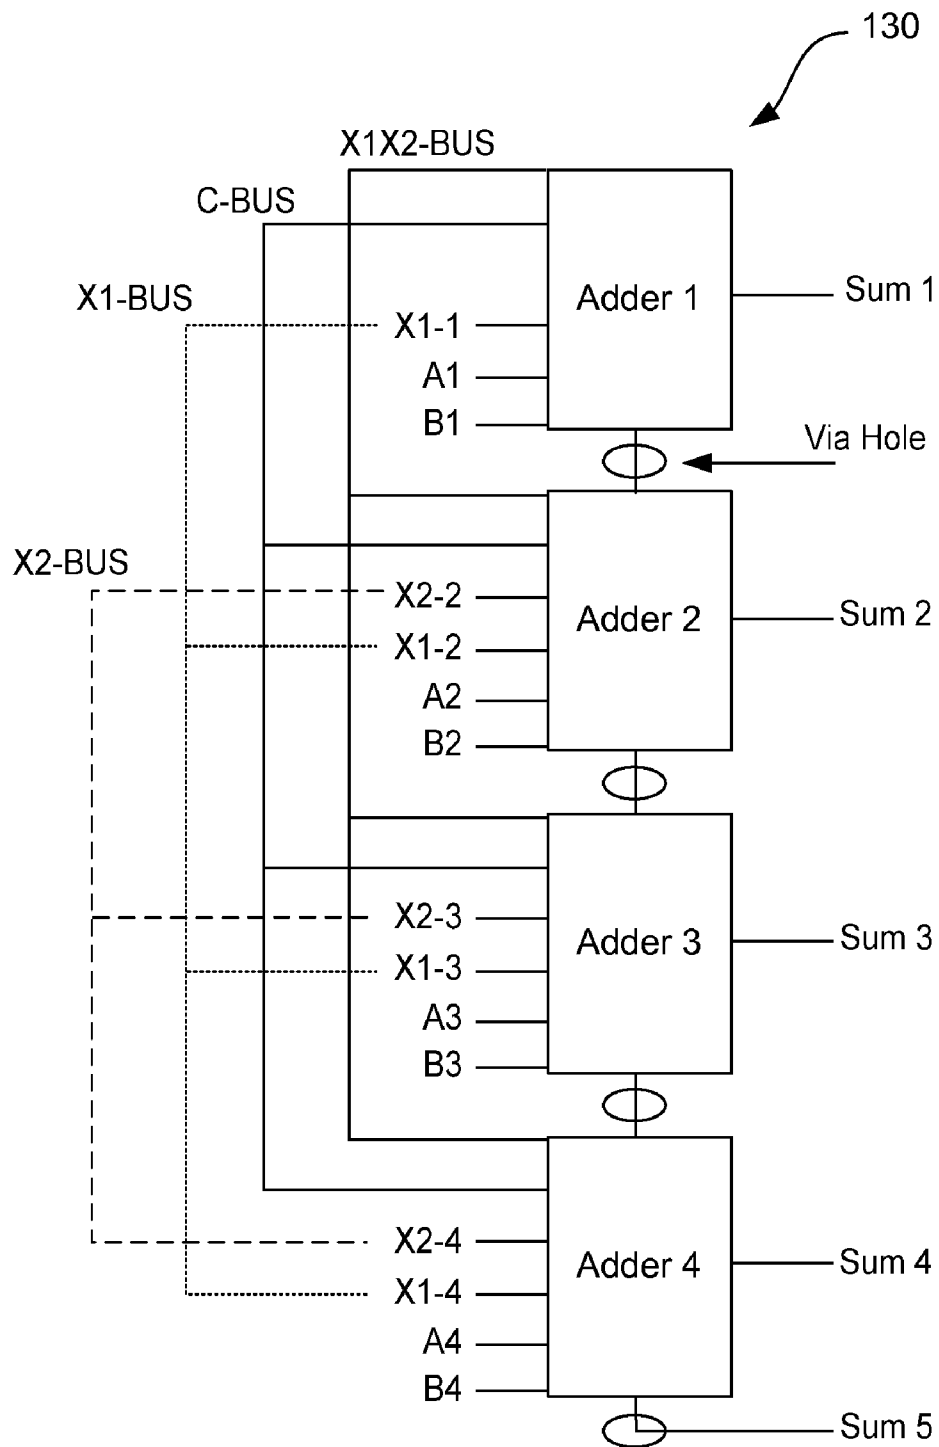 130
X1X2-BUS
C-BUS
X1-BUS
Adder 1
Sum 1
X1-1
A1
B1
Via Hole
X2-BUS
X2-2
Adder 2
Sum 2
X1-2
A2
B2
X2-3
Adder 3
Sum 3
X1-3
A3
B3
X2-4
Adder 4
Sum 4
X1-4
A4
B4
Sum 5